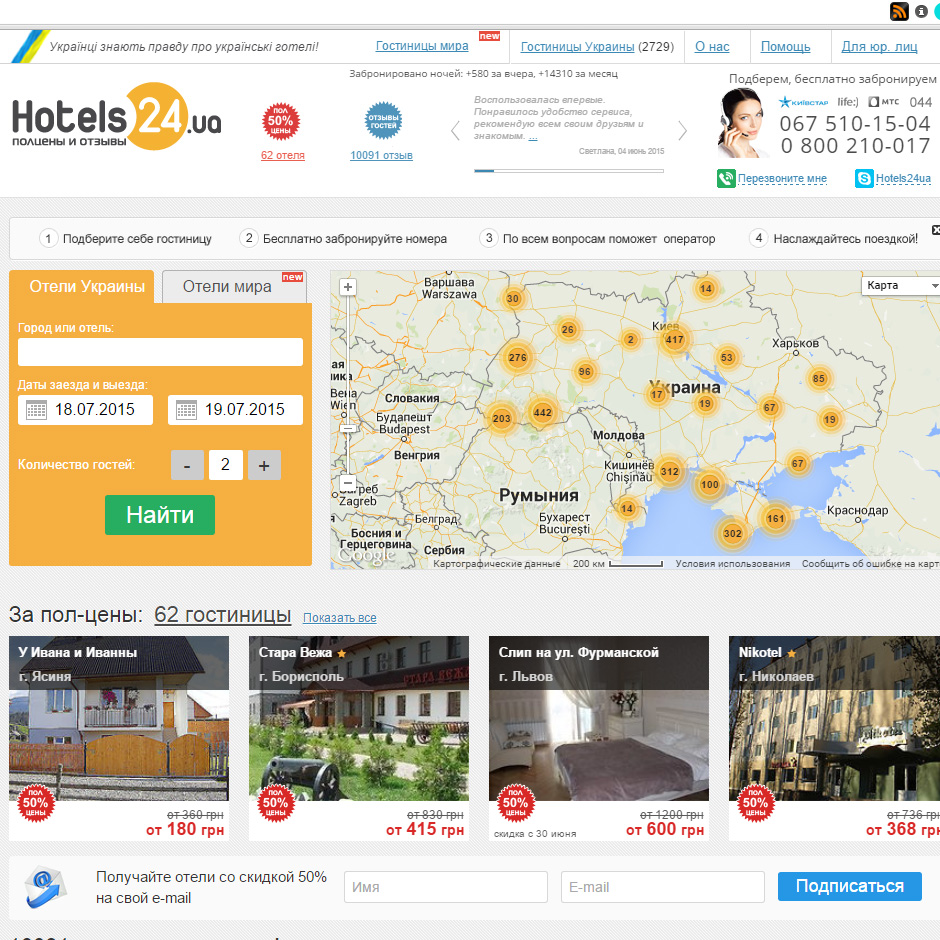 Українці знають правду про українські готелі!
Гостиницы мира new
Гостиницы Украины (2729)
О нас
Помощь
Для юр. лиц
Забронировано ночей: +580 за вчера, +14310 за месяц
Hotels24.ua
ПОЛЦЕНЫ И ОТЗЫВЫ
ПОЛ
50%
ЦЕНЫ
62 отеля
ОТЗЫВЫ
ГОСТЕЙ
10091 отзыв
Воспользовалась впервые.
Понравилось удобство сервиса,
рекомендую всем своим друзьям и
знакомым. ...
Светлана, 04 июнь 2015
Подберем, бесплатно забронируем
КИЇВСТАР life:) МТС 044
067 510-15-04
0 800 210-017
Перезвоните мне
Hotels24ua
1 Подберите себе гостиницу
2 Бесплатно забронируйте номера
3 По всем вопросам поможет оператор
4 Наслаждайтесь поездкой!
Отели Украины
Отели мира new
Город или отель:
Даты заезда и выезда:
18.07.2015
19.07.2015
Количество гостей:
- 2 +
Найти
+
Варшава
Warszawa
30
14
Карта
26
2
Киев
417
Харьков
276
96
53
85
ая
ика
Вена
Wien
Словакия
Украина
17
19
67
19
Будапешт
Budapest
203
442
Молдова
Венгрия
Кишинёв
Chișinău
312
100
67
Загреб
Zagreb
Румыния
14
302
161
Краснодар
Белград
Бухарест
București
Босния и
Герцеговина
Сербия
Google
Картографические данные
200 км
Условия использования
Сообщить об ошибке на карт
За пол-цены: 62 гостиницы Показать все
У Ивана и Иванны
г. Ясиня
ПОЛ
50%
ЦЕНЫ
от 360 грн
от 180 грн
Стара Вежа
г. Борисполь
СТАРА ВЕЖА
ПОЛ
50%
ЦЕНЫ
от 830 грн
от 415 грн
Слип на ул. Фурманской
г. Львов
ПОЛ
50%
ЦЕНЫ
скидка с 30 июня
от 1200 грн
от 600 грн
Nikotel
г. Николаев
ПОЛ
50%
ЦЕНЫ
от 736 грн
от 368 грн
Получайте отели со скидкой 50%
на свой e-mail
Имя
E-mail
Подписаться